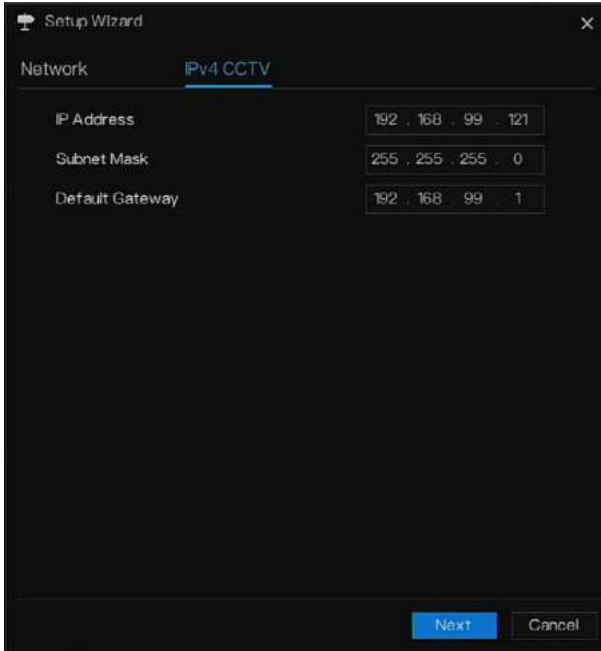 Setup Wizard
Network IPv4 CCTV
IP Address 192 . 168 . 99 . 121
Subnet Mask 255 . 255 . 255 . 0
Default Gateway 192 . 168 . 99 . 1
Next Cancel